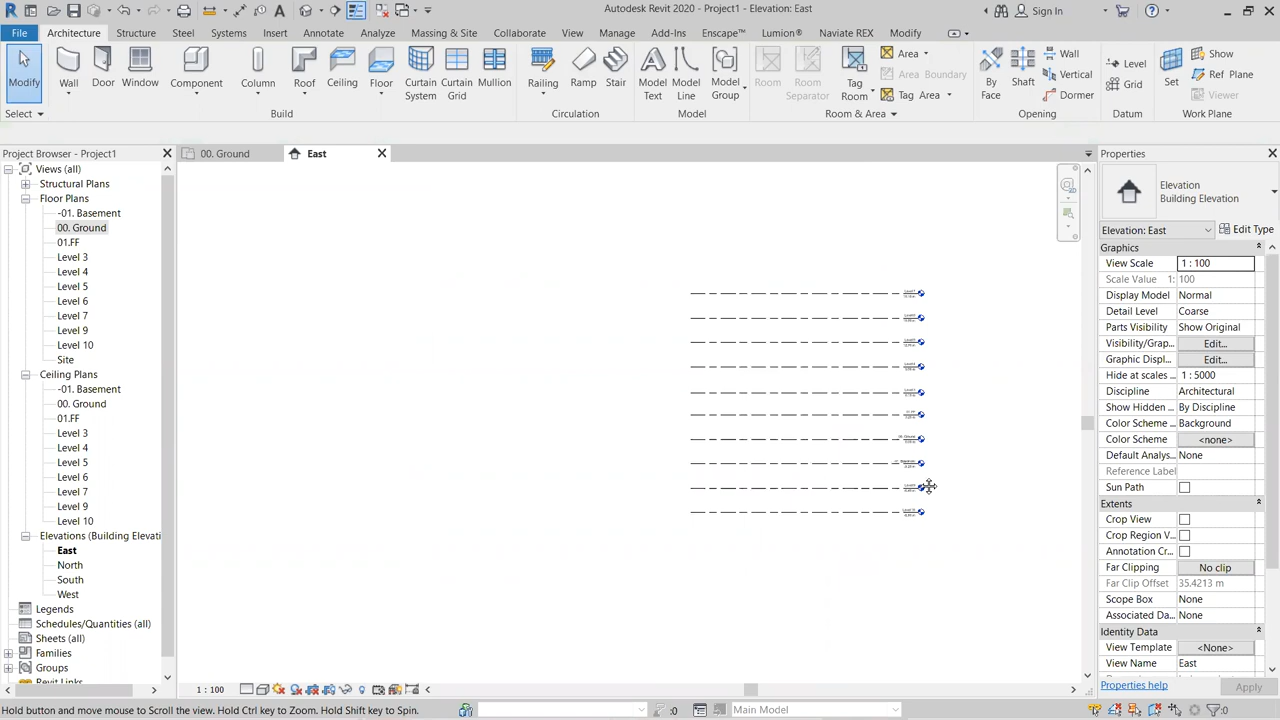 Autodesk Revit 2020 - Project1 - Elevation: East
Sign In
File Architecture Structure Steel Systems Insert Annotate Analyze Massing & Site Collaborate View Manage Add-Ins Enscape™ Lumion® Naviate REX Modify
Modify Wall Door Window Component Column Roof Ceiling Floor Curtain System Curtain Grid Mullion Railing Ramp Stair Model Text Model Line Model Group Room Room Separator Tag Room Area Area Boundary Tag Area By Face Shaft Wall Vertical Dormer Level Grid Set Show Ref Plane Viewer
Select Build Circulation Model Room & Area Opening Datum Work Plane
Project Browser - Project1
Views (all)
Structural Plans
Floor Plans
-01. Basement
00. Ground
01.FF
Level 3
Level 4
Level 5
Level 6
Level 7
Level 9
Level 10
Site
Ceiling Plans
-01. Basement
00. Ground
01.FF
Level 3
Level 4
Level 5
Level 6
Level 7
Level 9
Level 10
Elevations (Building Elevati
East
North
South
West
Legends
Schedules/Quantities (all)
Sheets (all)
Families
Groups
Revit Links
00. Ground East
Properties
Elevation
Building Elevation
Elevation: East Edit Type
Graphics
View Scale 1 : 100
Scale Value 1: 100
Display Model Normal
Detail Level Coarse
Parts Visibility Show Original
Visibility/Grap... Edit...
Graphic Displ... Edit...
Hide at scales ... 1 : 5000
Discipline Architectural
Show Hidden ... By Discipline
Color Scheme ... Background
Color Scheme <none>
Default Analys... None
Reference Label
Sun Path
Extents
Crop View
Crop Region V...
Annotation Cr...
Far Clipping No clip
Far Clip Offset 35.4213 m
Scope Box None
Associated Da... None
Identity Data
View Template <None>
View Name East
Properties help Apply
1 : 100
Hold button and move mouse to Scroll the view. Hold Ctrl key to Zoom. Hold Shift key to Spin.
:0 Main Model :0